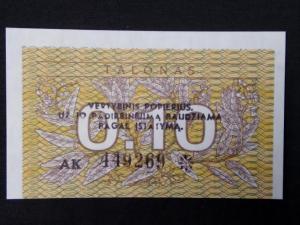 TALONAS
VERTYBINIS POPIERIUS,
UŽ JO PADIRBINĖJIMĄ BAUDŽIAMA
PAGAL ĮSTATYMĄ.
0.10
AK 449269 *